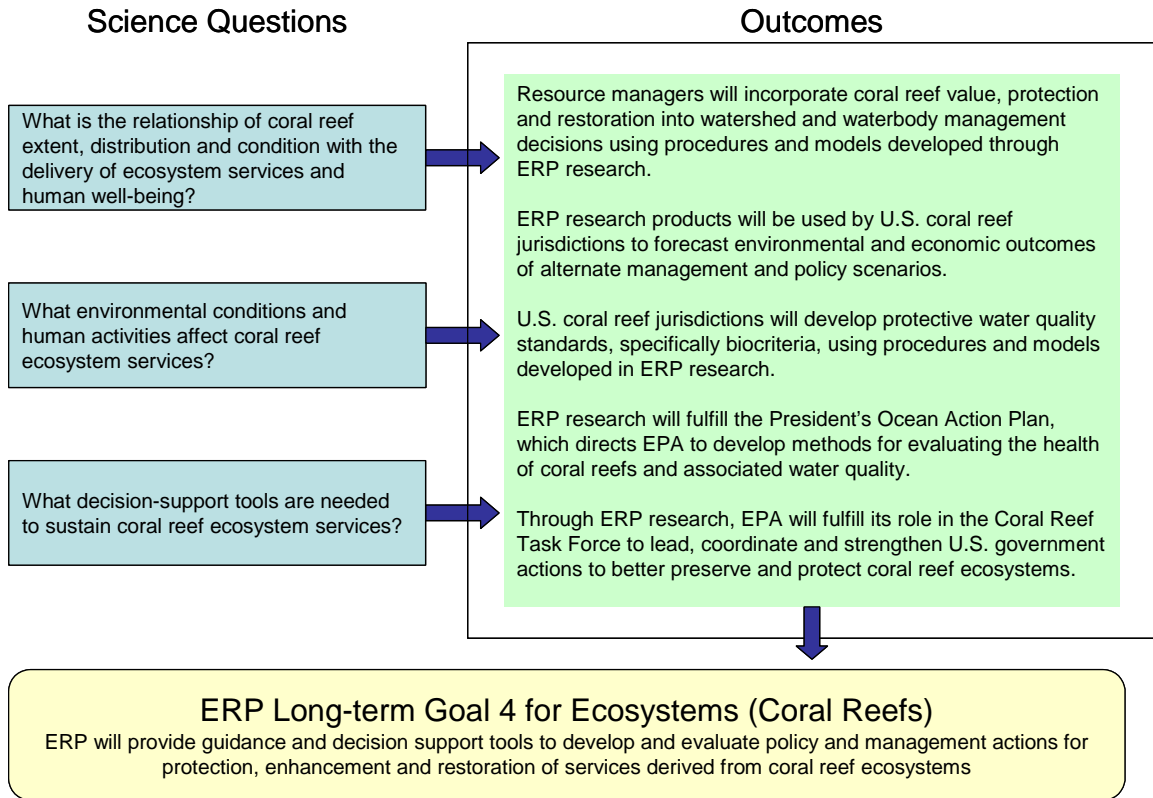 Science Questions
Outcomes
What is the relationship of coral reef
extent, distribution and condition with the
delivery of ecosystem services and
human well-being?
What environmental conditions and
human activities affect coral reef
ecosystem services?
What decision-support tools are needed
to sustain coral reef ecosystem services?
Resource managers will incorporate coral reef value, protection
and restoration into watershed and waterbody management
decisions using procedures and models developed through
ERP research.
ERP research products will be used by U.S. coral reef
jurisdictions to forecast environmental and economic outcomes
of alternate management and policy scenarios.
U.S. coral reef jurisdictions will develop protective water quality
standards, specifically biocriteria, using procedures and models
developed in ERP research.
ERP research will fulfill the President's Ocean Action Plan,
which directs EPA to develop methods for evaluating the health
of coral reefs and associated water quality.
Through ERP research, EPA will fulfill its role in the Coral Reef
Task Force to lead, coordinate and strengthen U.S. government
actions to better preserve and protect coral reef ecosystems.
ERP Long-term Goal 4 for Ecosystems (Coral Reefs)
ERP will provide guidance and decision support tools to develop and evaluate policy and management actions for
protection, enhancement and restoration of services derived from coral reef ecosystems